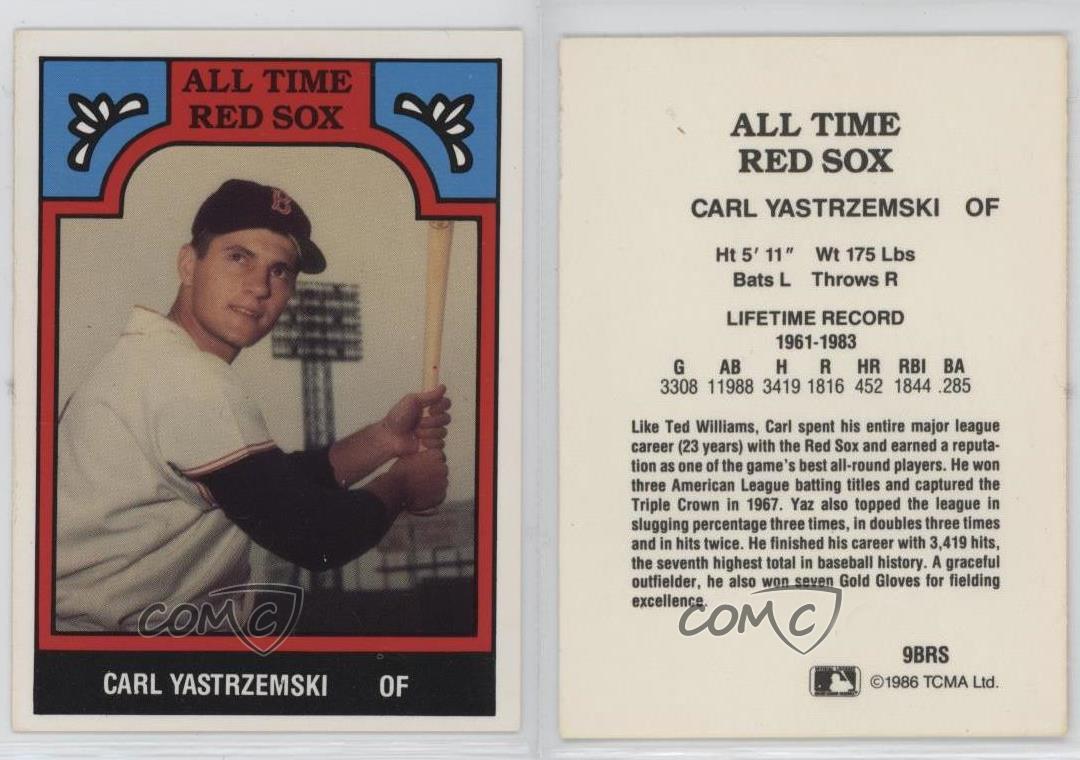 ALL TIME
RED SOX
B
CARL YASTRZEMSKI OF
COMC
ALL TIME
RED SOX
CARL YASTRZEMSKI OF
Ht 5' 11" Wt 175 Lbs
Bats L Throws R
LIFETIME RECORD
1961-1983
G AB H R HR RBI BA
3308 11988 3419 1816 452 1844 .285
Like Ted Williams, Carl spent his entire major league
career (23 years) with the Red Sox and earned a reputa-
tion as one of the game's best all-round players. He won
three American League batting titles and captured the
Triple Crown in 1967. Yaz also topped the league in
slugging percentage three times, in doubles three times
and in hits twice. He finished his career with 3,419 hits,
the seventh highest total in baseball history. A graceful
outfielder, he also won seven Gold Gloves for fielding
excellence.
COMC
9BRS
©1986 TCMA Ltd.